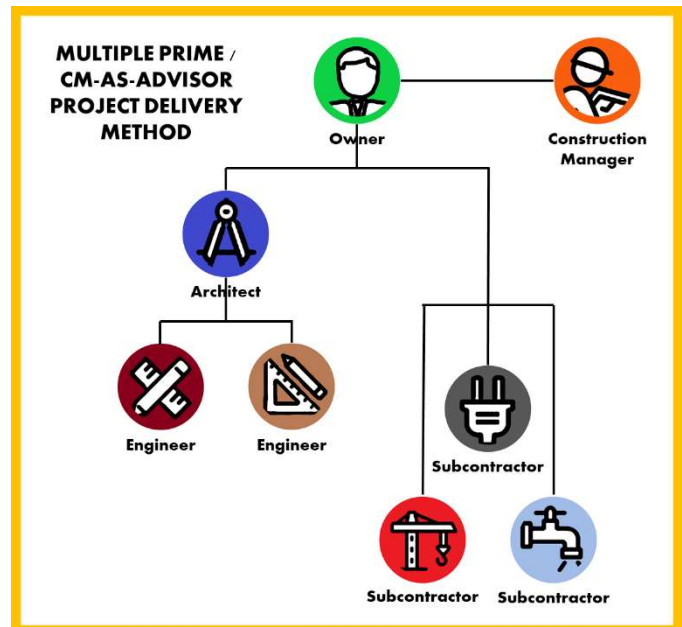 MULTIPLE PRIME /
CM-AS-ADVISOR
PROJECT DELIVERY
METHOD
Owner
Construction
Manager
Architect
Engineer
Engineer
Subcontractor
Subcontractor
Subcontractor